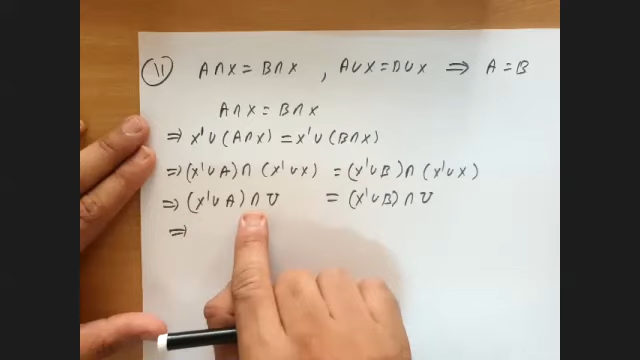 11 A∩X = B∩X , A∪X = B∪X ⇒ A = B
A∩X = B∩X
⇒ X'∪(A∩X) = X'∪(B∩X)
⇒ (X'∪A)∩(X'∪X) = (X'∪B)∩(X'∪X)
⇒ (X'∪A)∩U = (X'∪B)∩U
⇒